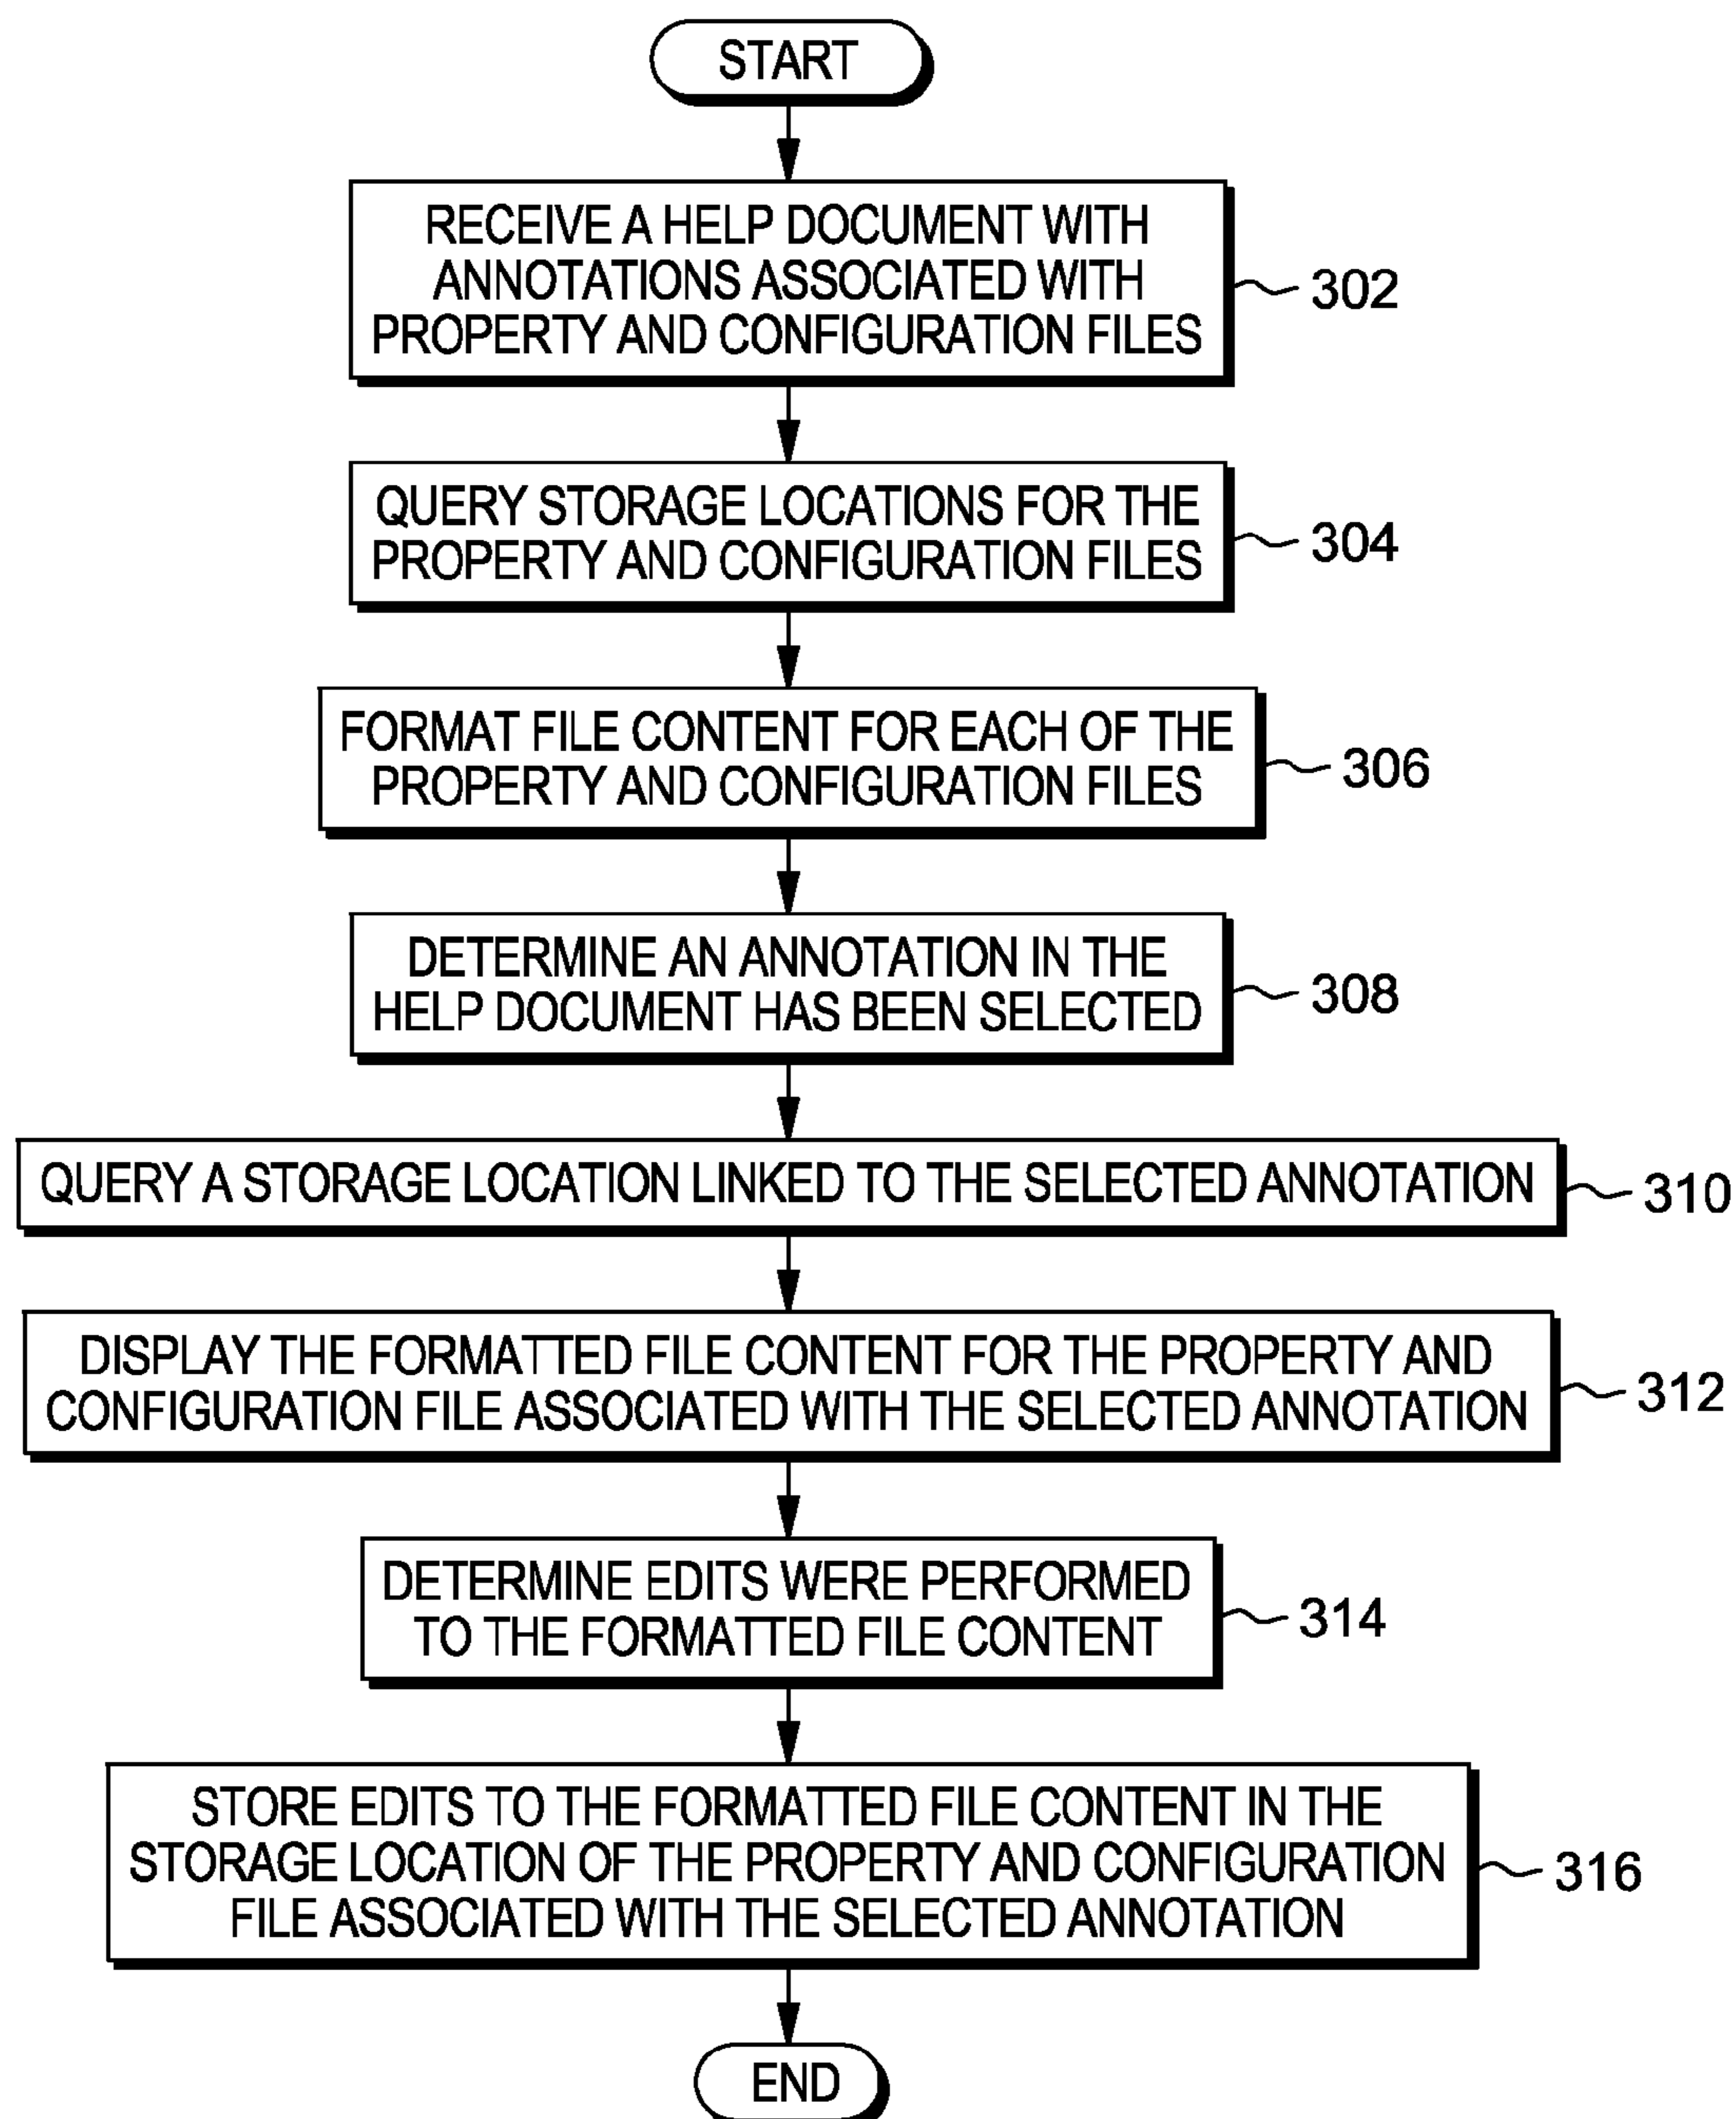 START
RECEIVE A HELP DOCUMENT WITH
ANNOTATIONS ASSOCIATED WITH
PROPERTY AND CONFIGURATION FILES
302
QUERY STORAGE LOCATIONS FOR THE
PROPERTY AND CONFIGURATION FILES
304
FORMAT FILE CONTENT FOR EACH OF THE
PROPERTY AND CONFIGURATION FILES
306
DETERMINE AN ANNOTATION IN THE
HELP DOCUMENT HAS BEEN SELECTED
308
QUERY A STORAGE LOCATION LINKED TO THE SELECTED ANNOTATION
310
DISPLAY THE FORMATTED FILE CONTENT FOR THE PROPERTY AND
CONFIGURATION FILE ASSOCIATED WITH THE SELECTED ANNOTATION
312
DETERMINE EDITS WERE PERFORMED
TO THE FORMATTED FILE CONTENT
314
STORE EDITS TO THE FORMATTED FILE CONTENT IN THE
STORAGE LOCATION OF THE PROPERTY AND CONFIGURATION
FILE ASSOCIATED WITH THE SELECTED ANNOTATION
316
END